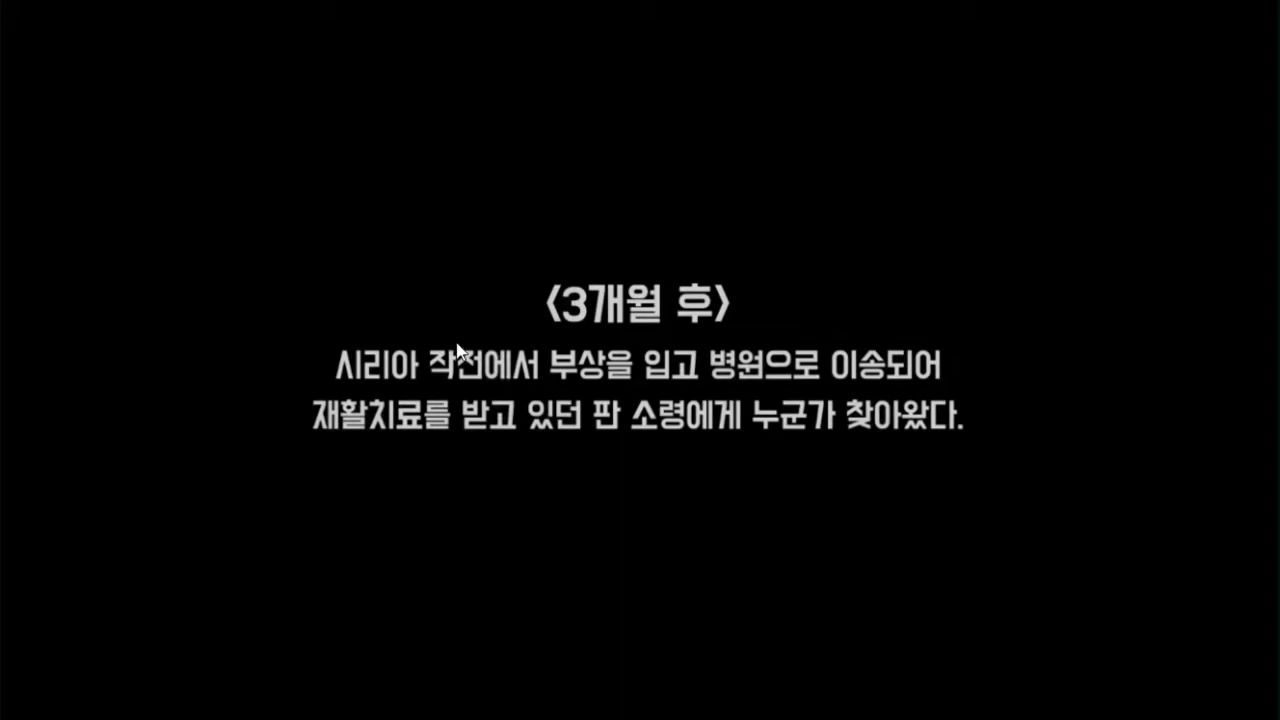 <3개월 후>
시리아 작전에서 부상을 입고 병원으로 이송되어
재활치료를 받고 있던 판 소령에게 누군가 찾아왔다.